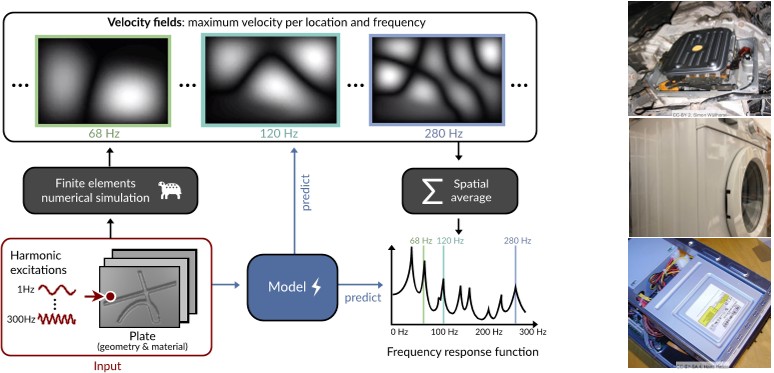 Velocity fields: maximum velocity per location and frequency
68 Hz
120 Hz
280 Hz
Finite elements
numerical simulation
Spatial
average
predict
Harmonic
excitations
1Hz
300Hz
Plate
(geometry & material)
Input
Model
predict
68 Hz
120 Hz
280 Hz
0 Hz
100 Hz
200 Hz
300 Hz
Frequency response function